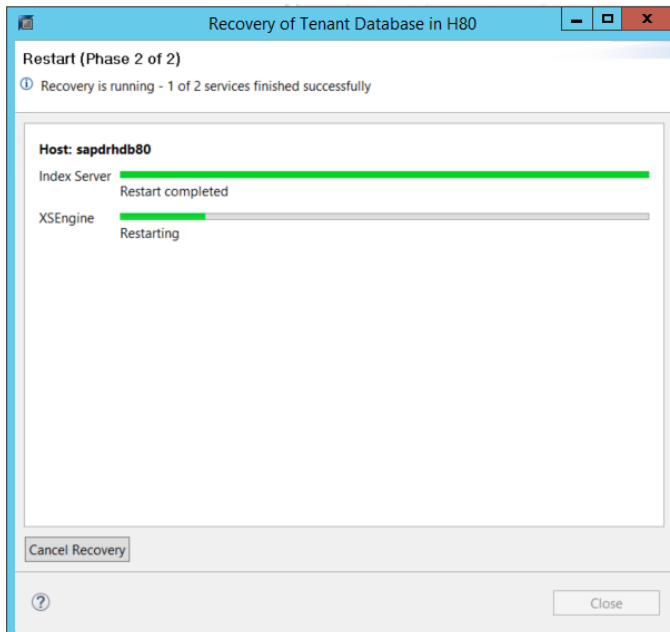 Recovery of Tenant Database in H80
Restart (Phase 2 of 2)
Recovery is running - 1 of 2 services finished successfully
Host: sapdrhdb80
Index Server
Restart completed
XSEngine
Restarting
Cancel Recovery
Close